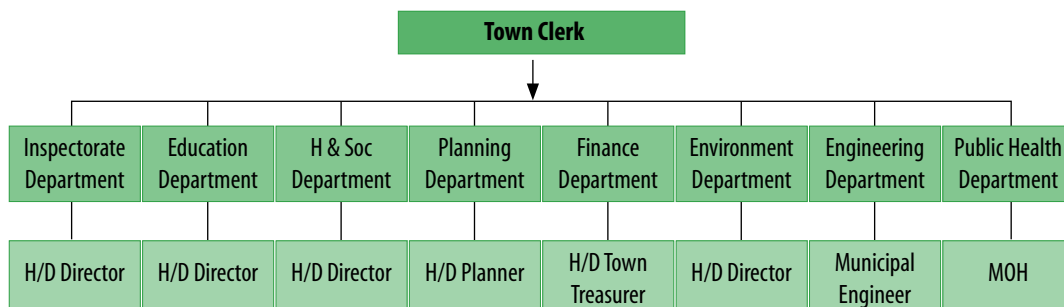 Town Clerk
Inspectorate
Department
Education
Department
H & Soc
Department
Planning
Department
Finance
Department
Environment
Department
Engineering
Department
Public Health
Department
H/D Director
H/D Director
H/D Director
H/D Planner
H/D Town
Treasurer
H/D Director
Municipal
Engineer
MOH